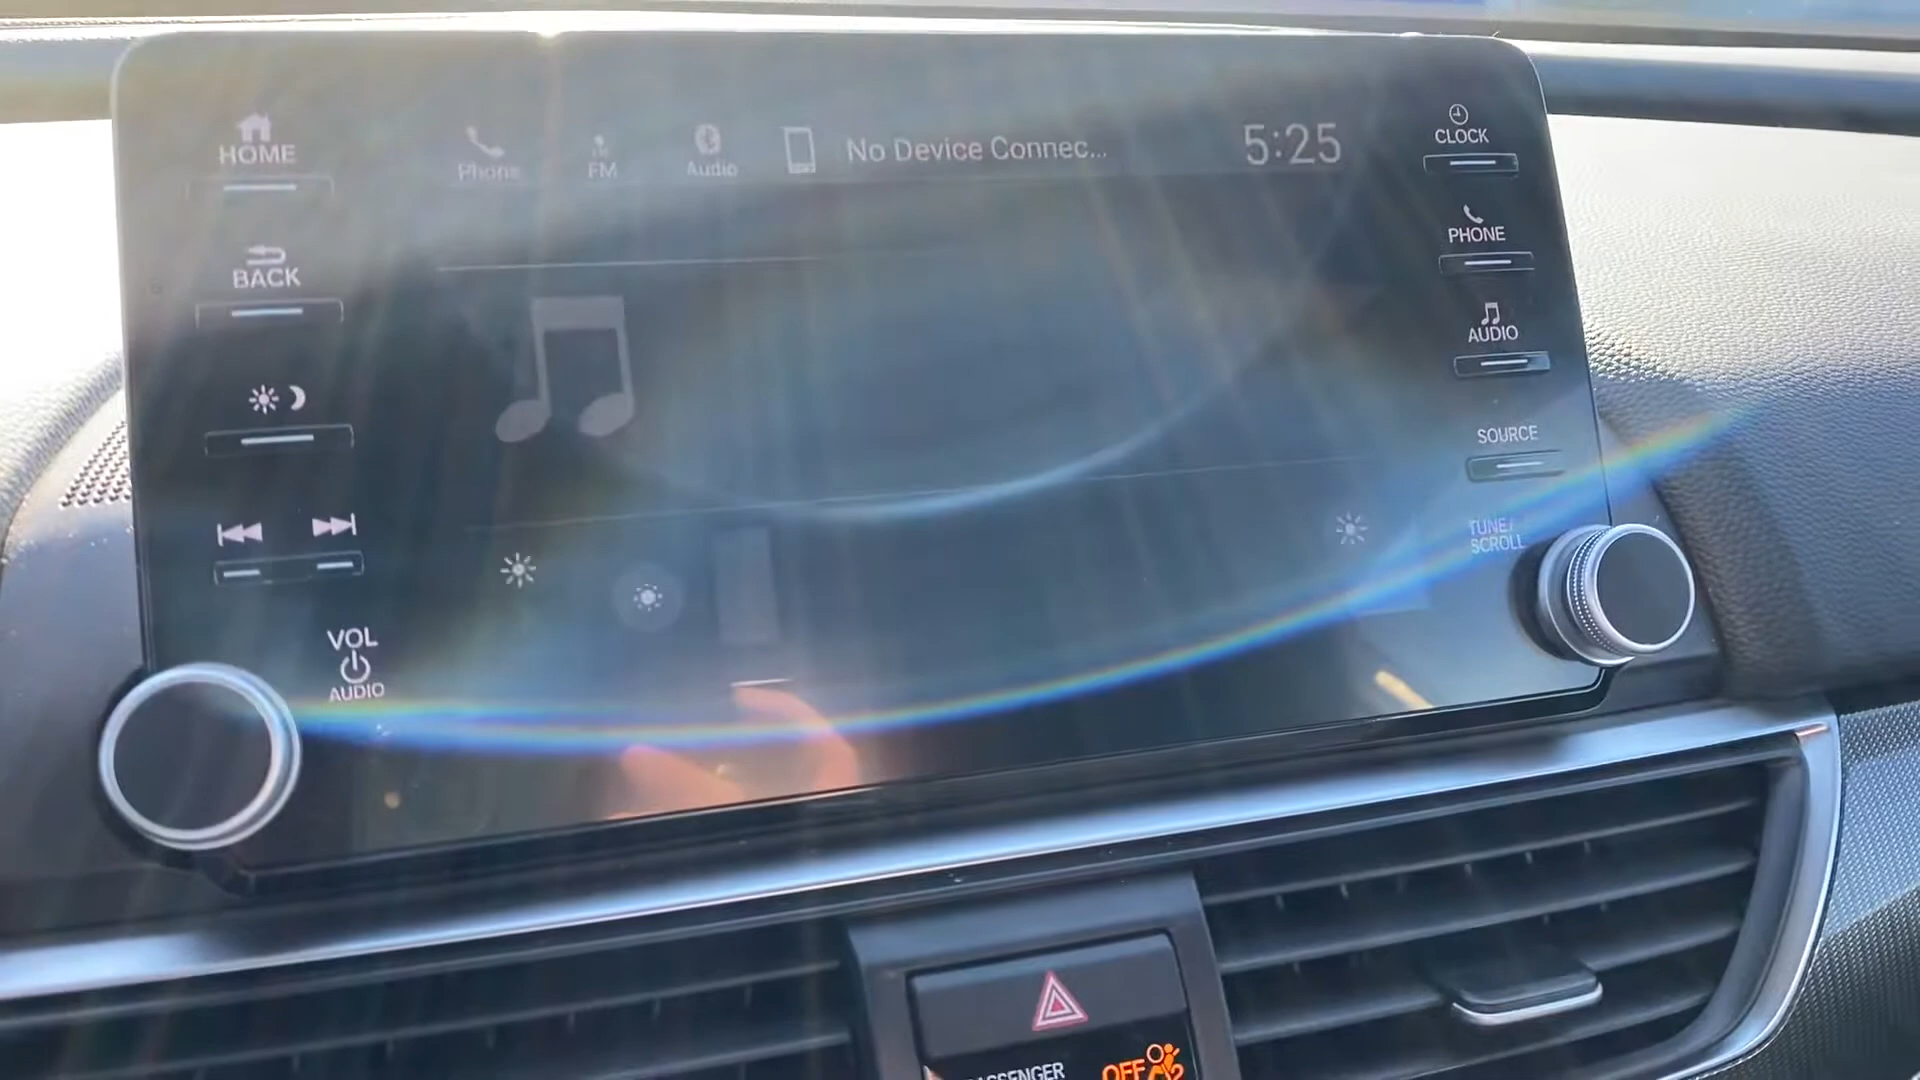 HOME
Phone
FM
Audio
No Device Connec...
5:25
CLOCK
BACK
PHONE
AUDIO
SOURCE
TUNE/
SCROLL
VOL
AUDIO
OFF